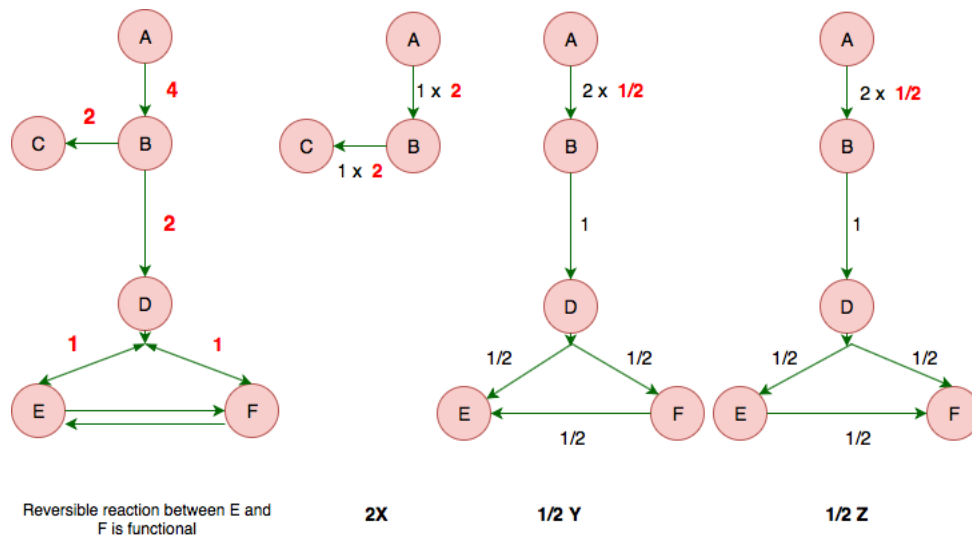 A
A
A
A
4
1 x 2
2 x 1/2
2 x 1/2
2
C
B
C
B
B
B
1 x 2
2
1
1
D
D
D
1
1
1/2
1/2
1/2
1/2
E
F
E
F
E
F
1/2
1/2
Reversible reaction between E and
F is functional
2X
1/2 Y
1/2 Z